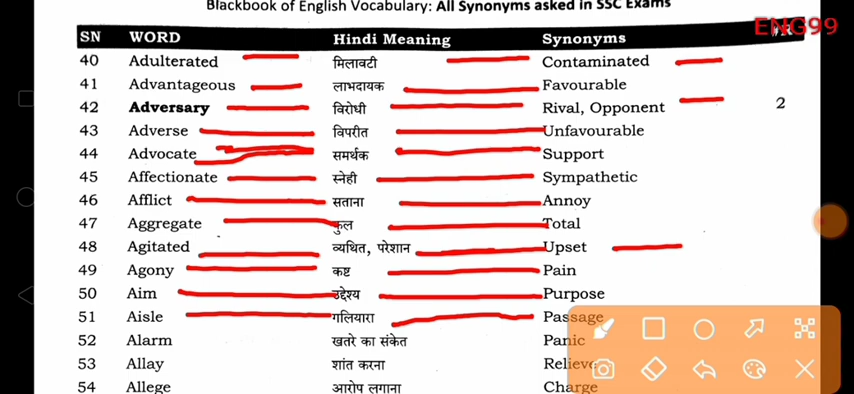 Blackbook of English Vocabulary: All Synonyms asked in SSC Exams
ENG99
SN WORD Hindi Meaning Synonyms
40 Adulterated मिलावटी Contaminated
41 Advantageous लाभदायक Favourable
42 Adversary विरोधी Rival, Opponent 2
43 Adverse विपरीत Unfavourable
44 Advocate समर्थक Support
45 Affectionate स्नेही Sympathetic
46 Afflict सताना Annoy
47 Aggregate कुल Total
48 Agitated व्यथित, परेशान Upset
49 Agony कष्ट Pain
50 Aim उद्देश्य Purpose
51 Aisle गलियारा Passage
52 Alarm खतरे का संकेत Panic
53 Allay शांत करना Relieve
54 Allege आरोप लगाना Charge